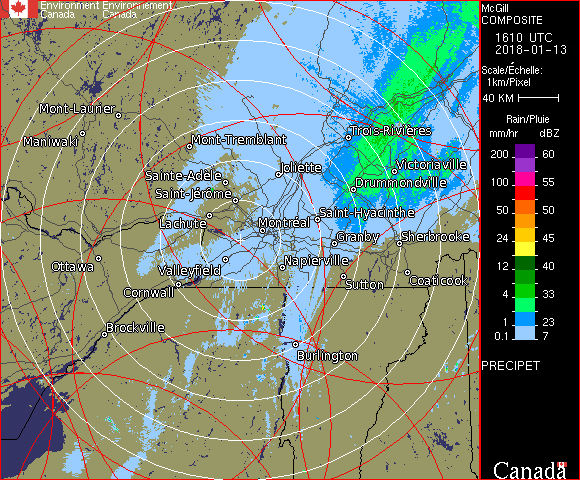 Environment Environnement
Canada Canada
McGill
COMPOSITE
1610 UTC
2018-01-13
Scale/Échelle:
1km/Pixel
40 KM
Rain/Pluie
mm/hr dBZ
200 60
100 55
50 50
24 45
12 40
4 33
1 23
0.1 7
PRECIPET
Canada
Mont-Laurier
Maniwaki
Mont-Tremblant
Trois-Rivières
Joliette
Victoriaville
Sainte-Adèle
Drummondville
Saint-Jérôme
Saint-Hyacinthe
Lachute
Montréal
Granby
Sherbrooke
Ottawa
Valleyfield
Napierville
Cornwall
Sutton
Coaticook
Brockville
Burlington